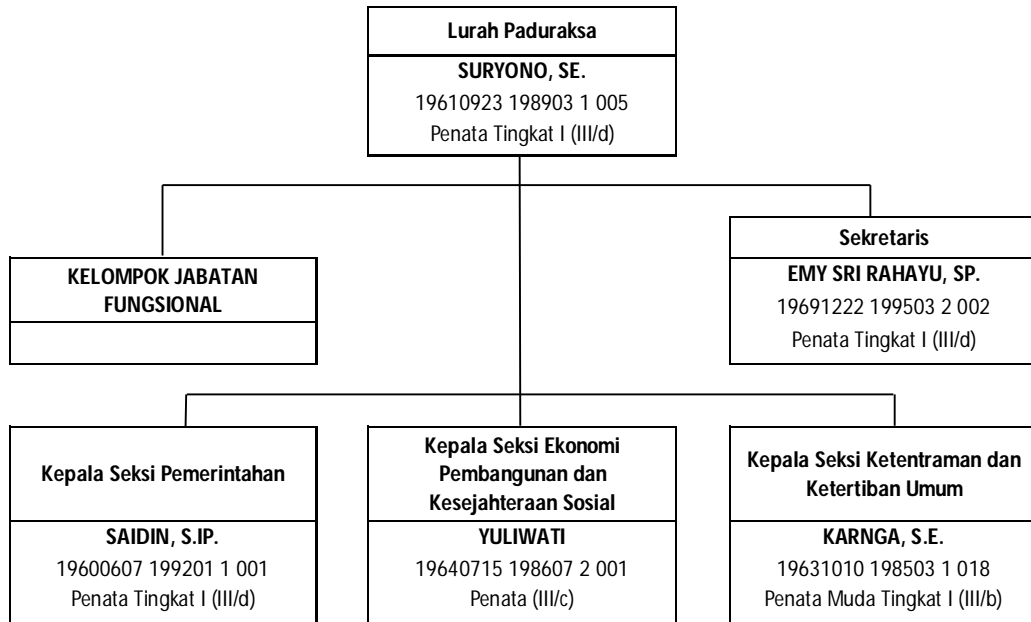 Lurah Paduraksa
SURYONO, SE.
19610923 198903 1 005
Penata Tingkat I (III/d)
KELOMPOK JABATAN
FUNGSIONAL
Sekretaris
EMY SRI RAHAYU, SP.
19691222 199503 2 002
Penata Tingkat I (III/d)
Kepala Seksi Pemerintahan
SAIDIN, S.IP.
19600607 199201 1 001
Penata Tingkat I (III/d)
Kepala Seksi Ekonomi
Pembangunan dan
Kesejahteraan Sosial
YULIWATI
19640715 198607 2 001
Penata (III/c)
Kepala Seksi Ketentraman dan
Ketertiban Umum
KARNGA, S.E.
19631010 198503 1 018
Penata Muda Tingkat I (III/b)